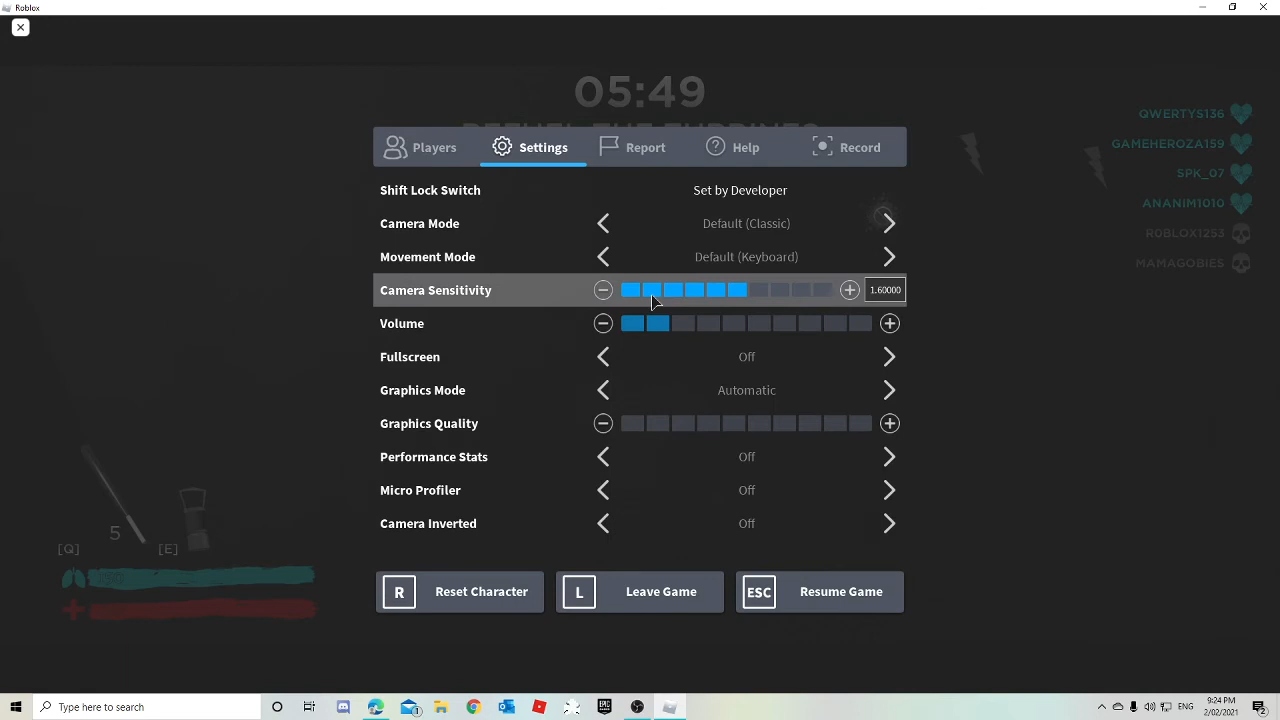 Roblox
05:49
Players
Settings
Report
Help
Record
Shift Lock Switch Set by Developer
Camera Mode Default (Classic)
Movement Mode Default (Keyboard)
Camera Sensitivity 1.60000
Volume
Fullscreen Off
Graphics Mode Automatic
Graphics Quality
Performance Stats Off
Micro Profiler Off
Camera Inverted Off
R Reset Character
L Leave Game
ESC Resume Game
QWERTYS136
GAMEHEROZA159
SPK_07
ANANIM1010
R0BLOX1253
MAMAGOBIES
5
[Q] [E]
Type here to search
ENG
9:24 PM
2/02/2021